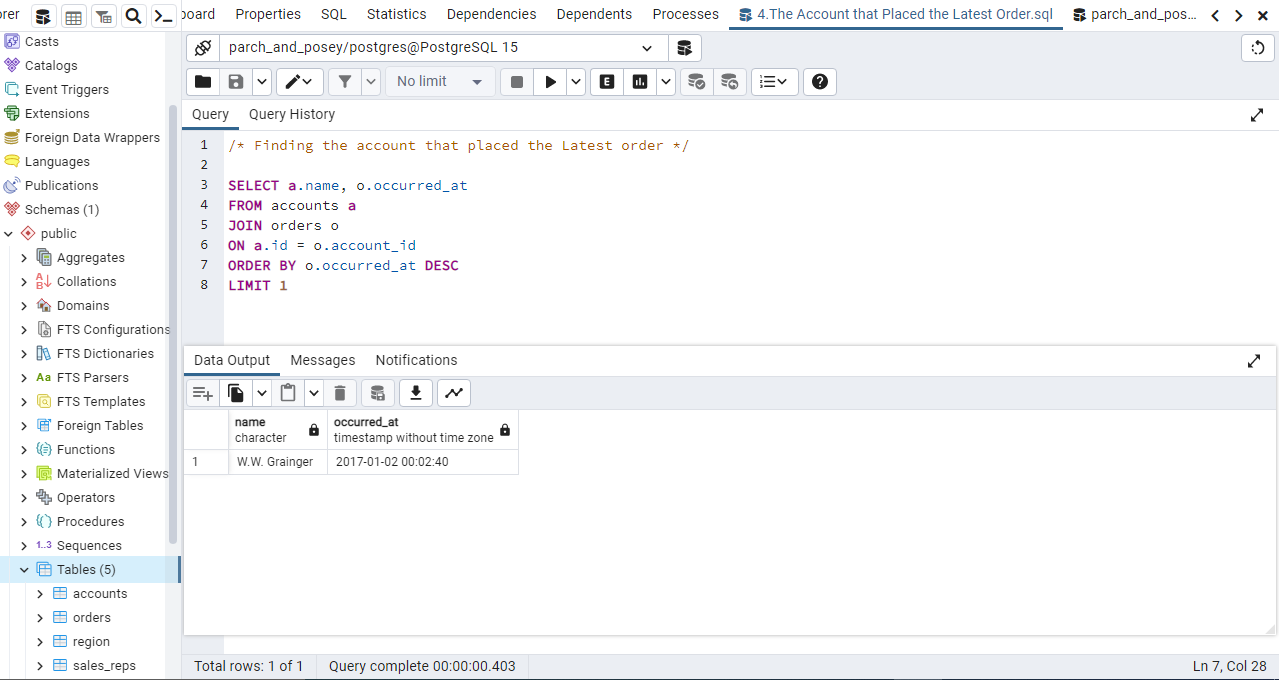 orer
board Properties SQL Statistics Dependencies Dependents Processes 4.The Account that Placed the Latest Order.sql parch_and_pos...
parch_and_posey/postgres@PostgreSQL 15
No limit
E
Query Query History
1 /* Finding the account that placed the Latest order */
2
3 SELECT a.name, o.occurred_at
4 FROM accounts a
5 JOIN orders o
6 ON a.id = o.account_id
7 ORDER BY o.occurred_at DESC
8 LIMIT 1
Data Output Messages Notifications
name
character
occurred_at
timestamp without time zone
1 W.W. Grainger 2017-01-02 00:02:40
Total rows: 1 of 1 Query complete 00:00:00.403 Ln 7, Col 28
Casts
Catalogs
Event Triggers
Extensions
Foreign Data Wrappers
Languages
Publications
Schemas (1)
public
Aggregates
Collations
Domains
FTS Configurations
FTS Dictionaries
Aa FTS Parsers
FTS Templates
Foreign Tables
Functions
Materialized Views
Operators
Procedures
1..3 Sequences
Tables (5)
accounts
orders
region
sales_reps